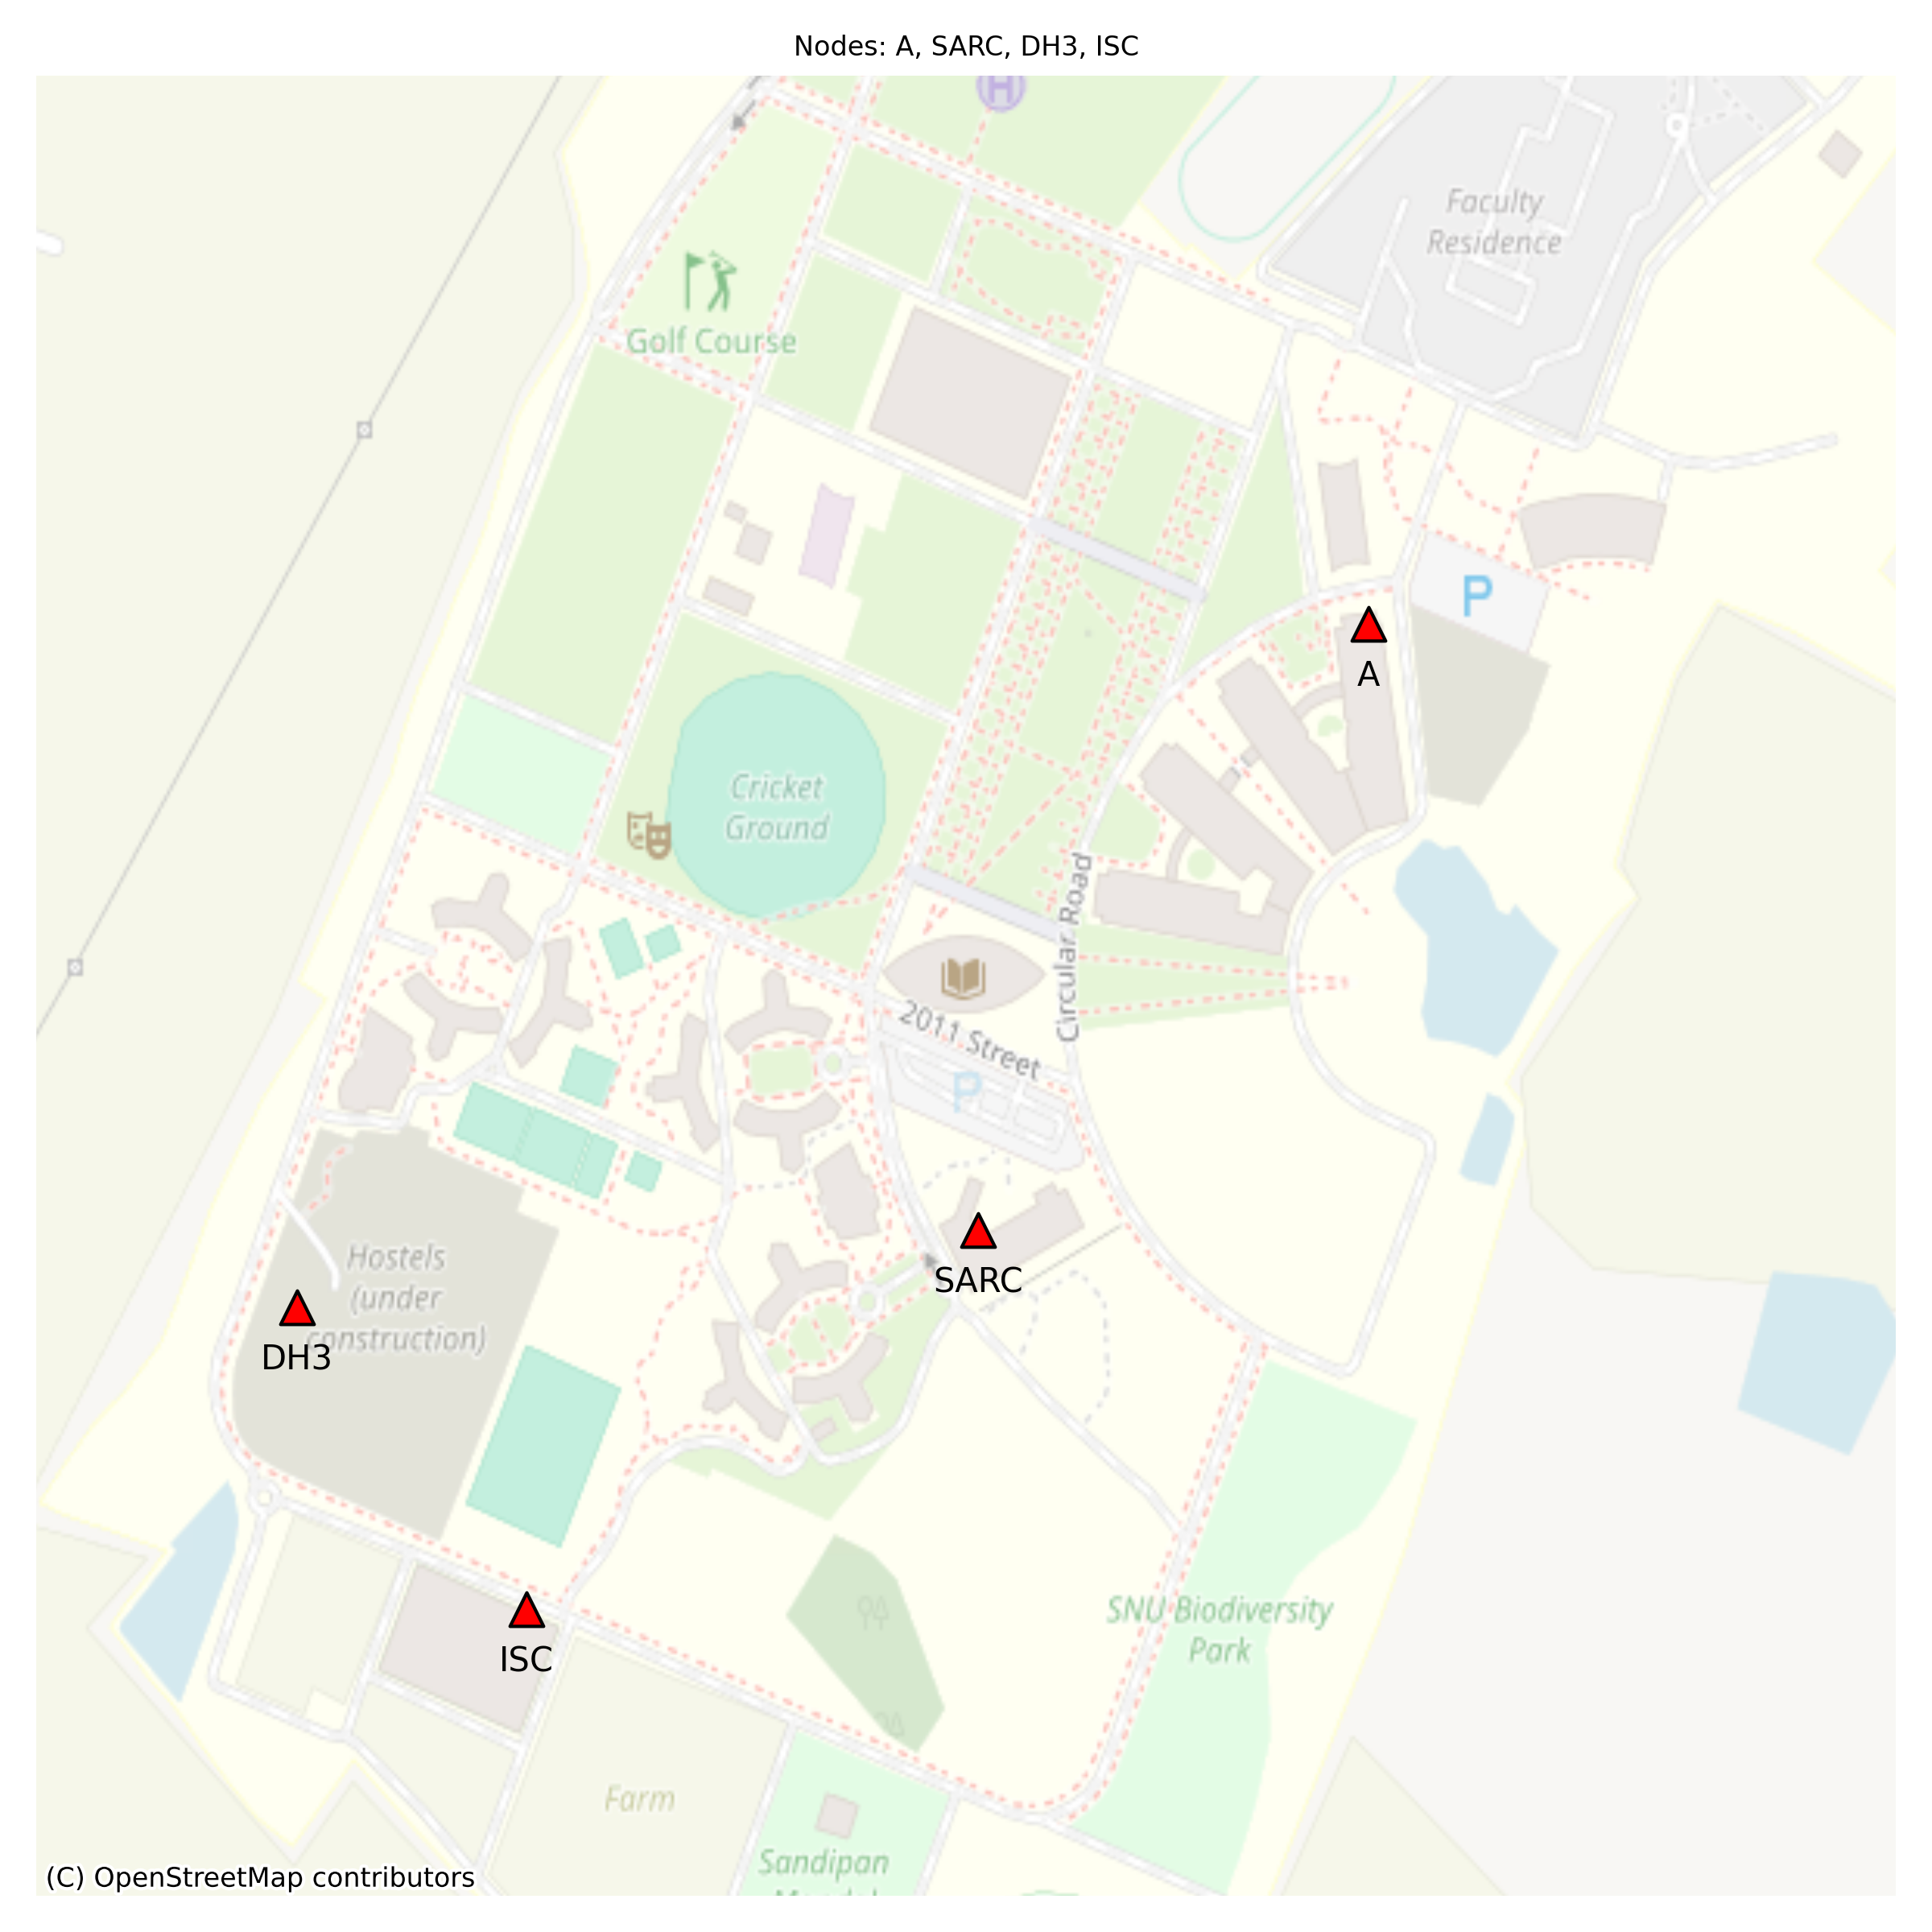 Nodes: A, SARC, DH3, ISC
H
Faculty
Residence
Golf Course
P
A
Cricket
Ground
Circular Road
2011 Street
P
SARC
Hostels
(under
construction)
DH3
SNU Biodiversity
Park
ISC
Farm
Sandipan
(C) OpenStreetMap contributors